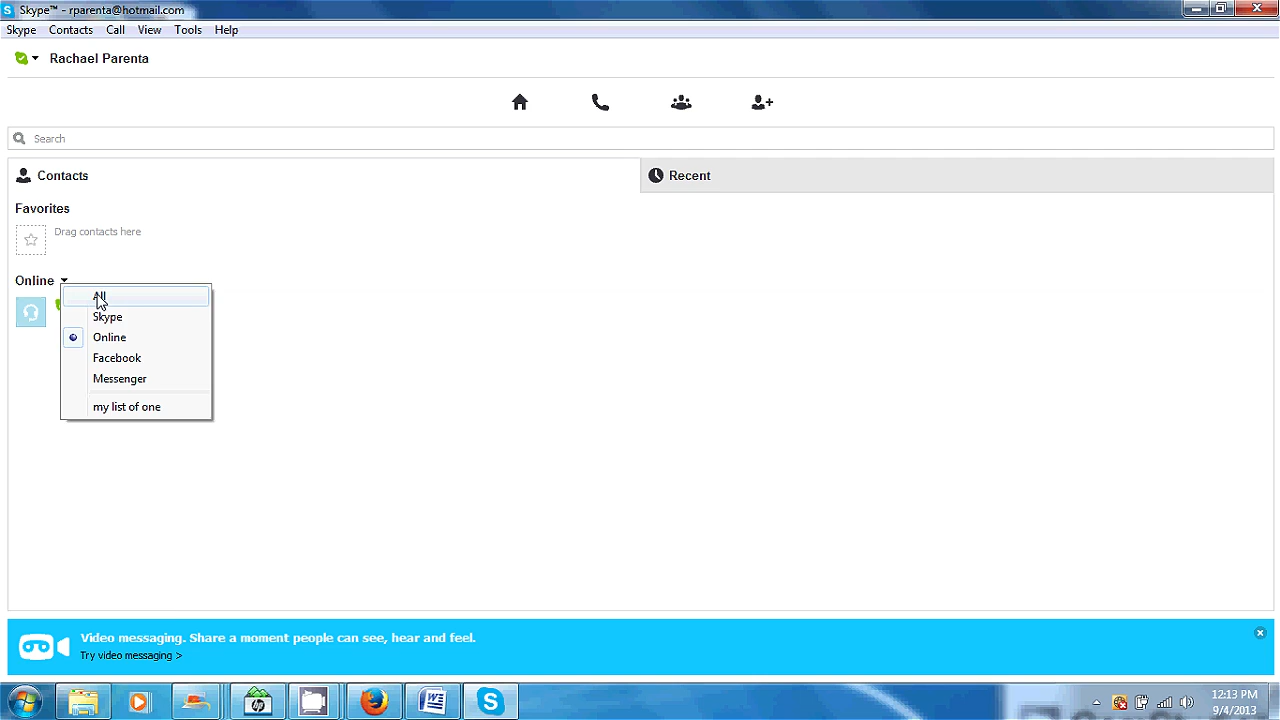 Skype™ - rparenta@hotmail.com
Skype Contacts Call View Tools Help
Rachael Parenta
Search
Contacts
Recent
Favorites
Drag contacts here
Online
All
Skype
Online
Facebook
Messenger
my list of one
Video messaging. Share a moment people can see, hear and feel.
Try video messaging >
12:13 PM
9/4/2013